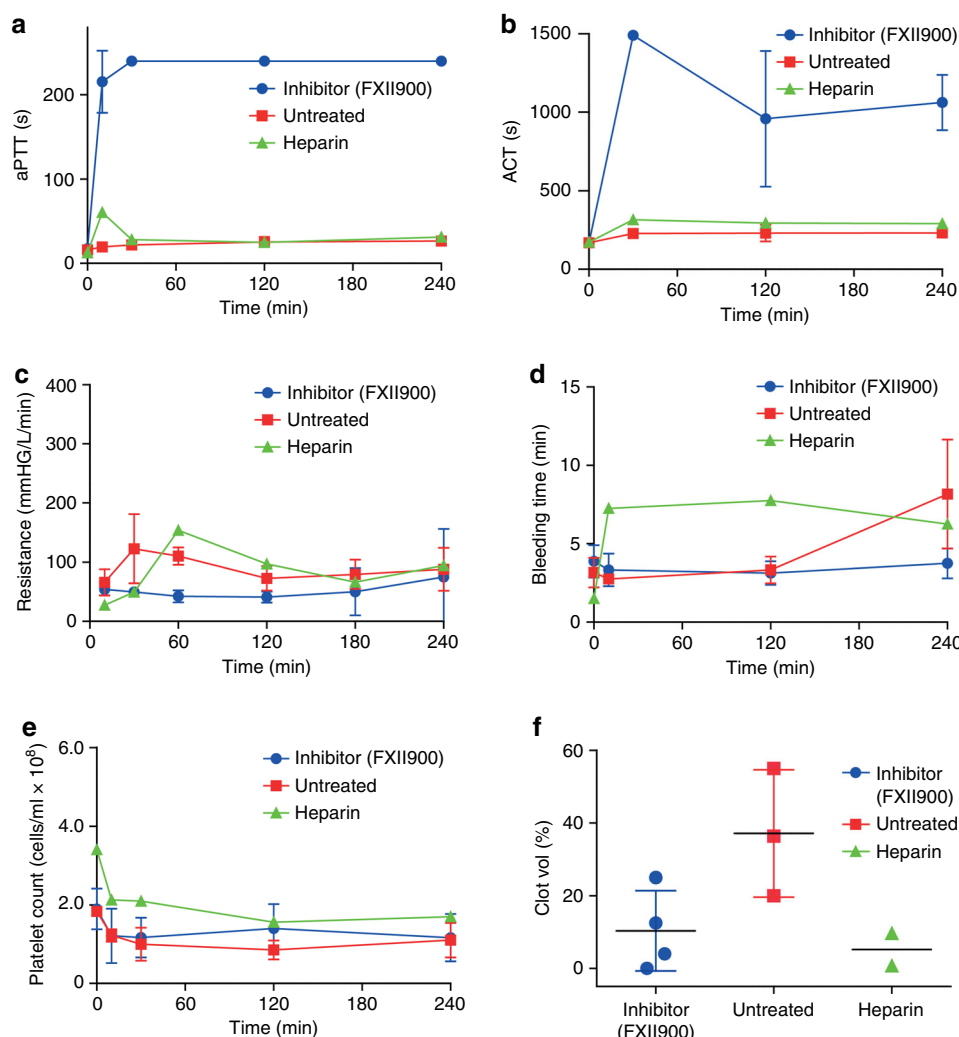 a
aPTT (s)
200
100
0
0 60 120 180 240
Time (min)
Inhibitor (FXII900)
Untreated
Heparin
b
ACT (s)
1500
1000
500
0
0 60 120 180 240
Time (min)
Inhibitor (FXII900)
Untreated
Heparin
c
Resistance (mmHG/L/min)
400
300
200
100
0
0 60 120 180 240
Time (min)
Inhibitor (FXII900)
Untreated
Heparin
d
Bleeding time (min)
15
10
5
0
0 60 120 180 240
Time (min)
Inhibitor (FXII900)
Untreated
Heparin
e
Platelet count (cells/ml × 10⁸)
6.0
4.0
2.0
0
0 60 120 180 240
Time (min)
Inhibitor (FXII900)
Untreated
Heparin
f
Clot vol (%)
60
40
20
0
Inhibitor
(FXII900)
Untreated
Heparin
Inhibitor
(FXII900)
Untreated
Heparin